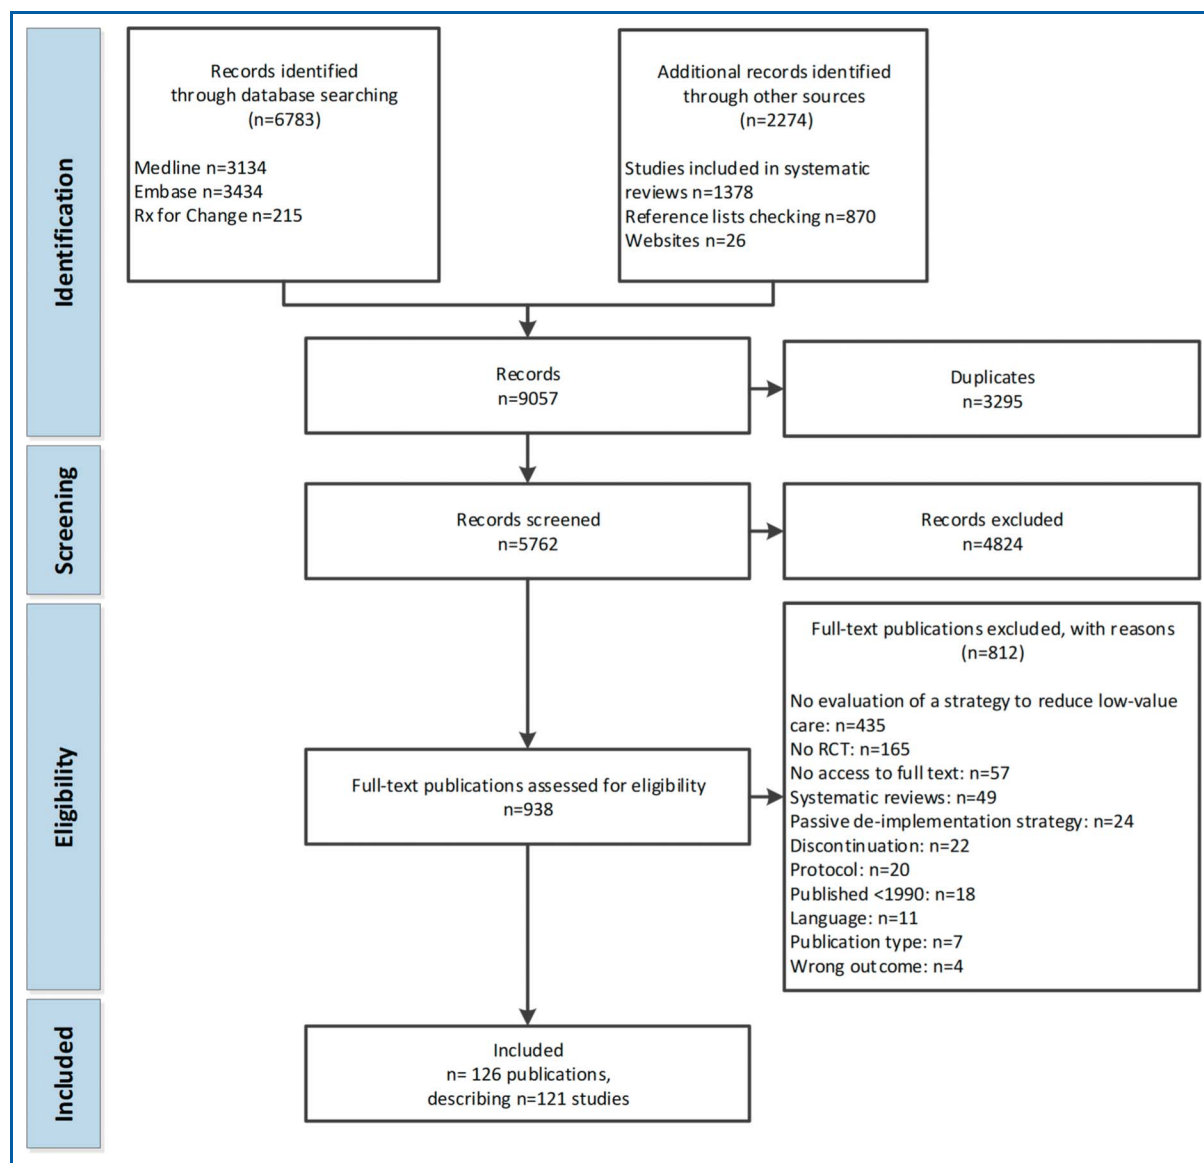 Identification
Records identified
through database searching
(n=6783)
Medline n=3134
Embase n=3434
Rx for Change n=215
Additional records identified
through other sources
(n=2274)
Studies included in systematic
reviews n=1378
Reference lists checking n=870
Websites n=26
Records
n=9057
Duplicates
n=3295
Screening
Records screened
n=5762
Records excluded
n=4824
Eligibility
Full-text publications assessed for eligibility
n=938
Full-text publications excluded, with reasons
(n=812)
No evaluation of a strategy to reduce low-value
care: n=435
No RCT: n=165
No access to full text: n=57
Systematic reviews: n=49
Passive de-implementation strategy: n=24
Discontinuation: n=22
Protocol: n=20
Published <1990: n=18
Language: n=11
Publication type: n=7
Wrong outcome: n=4
Included
Included
n= 126 publications,
describing n=121 studies